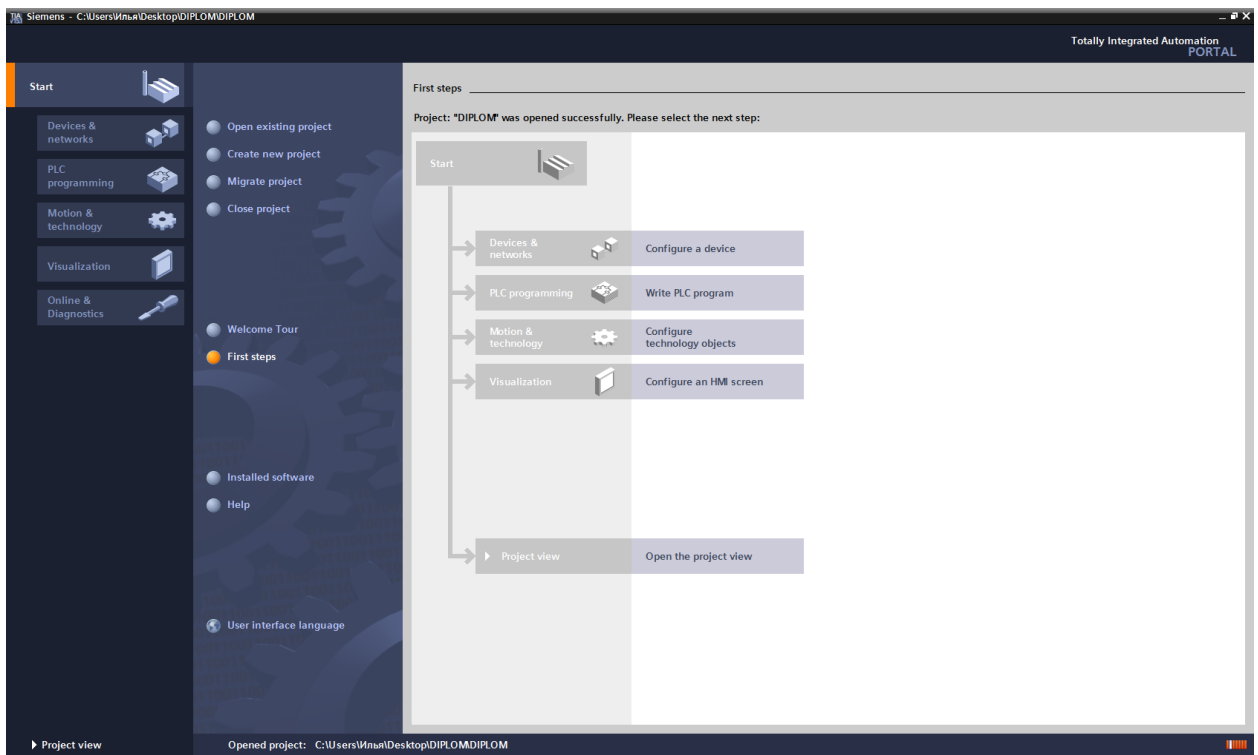 Siemens - C:\Users\Илья\Desktop\DIPLOM\DIPLOM
Totally Integrated Automation
PORTAL
Start
Devices &
networks
PLC
programming
Motion &
technology
Visualization
Online &
Diagnostics
Open existing project
Create new project
Migrate project
Close project
Welcome Tour
First steps
Installed software
Help
User interface language
First steps
Project: "DIPLOM" was opened successfully. Please select the next step:
Start
Devices &
networks
Configure a device
PLC programming
Write PLC program
Motion &
technology
Configure
technology objects
Visualization
Configure an HMI screen
Project view
Open the project view
Project view
Opened project: C:\Users\Илья\Desktop\DIPLOM\DIPLOM